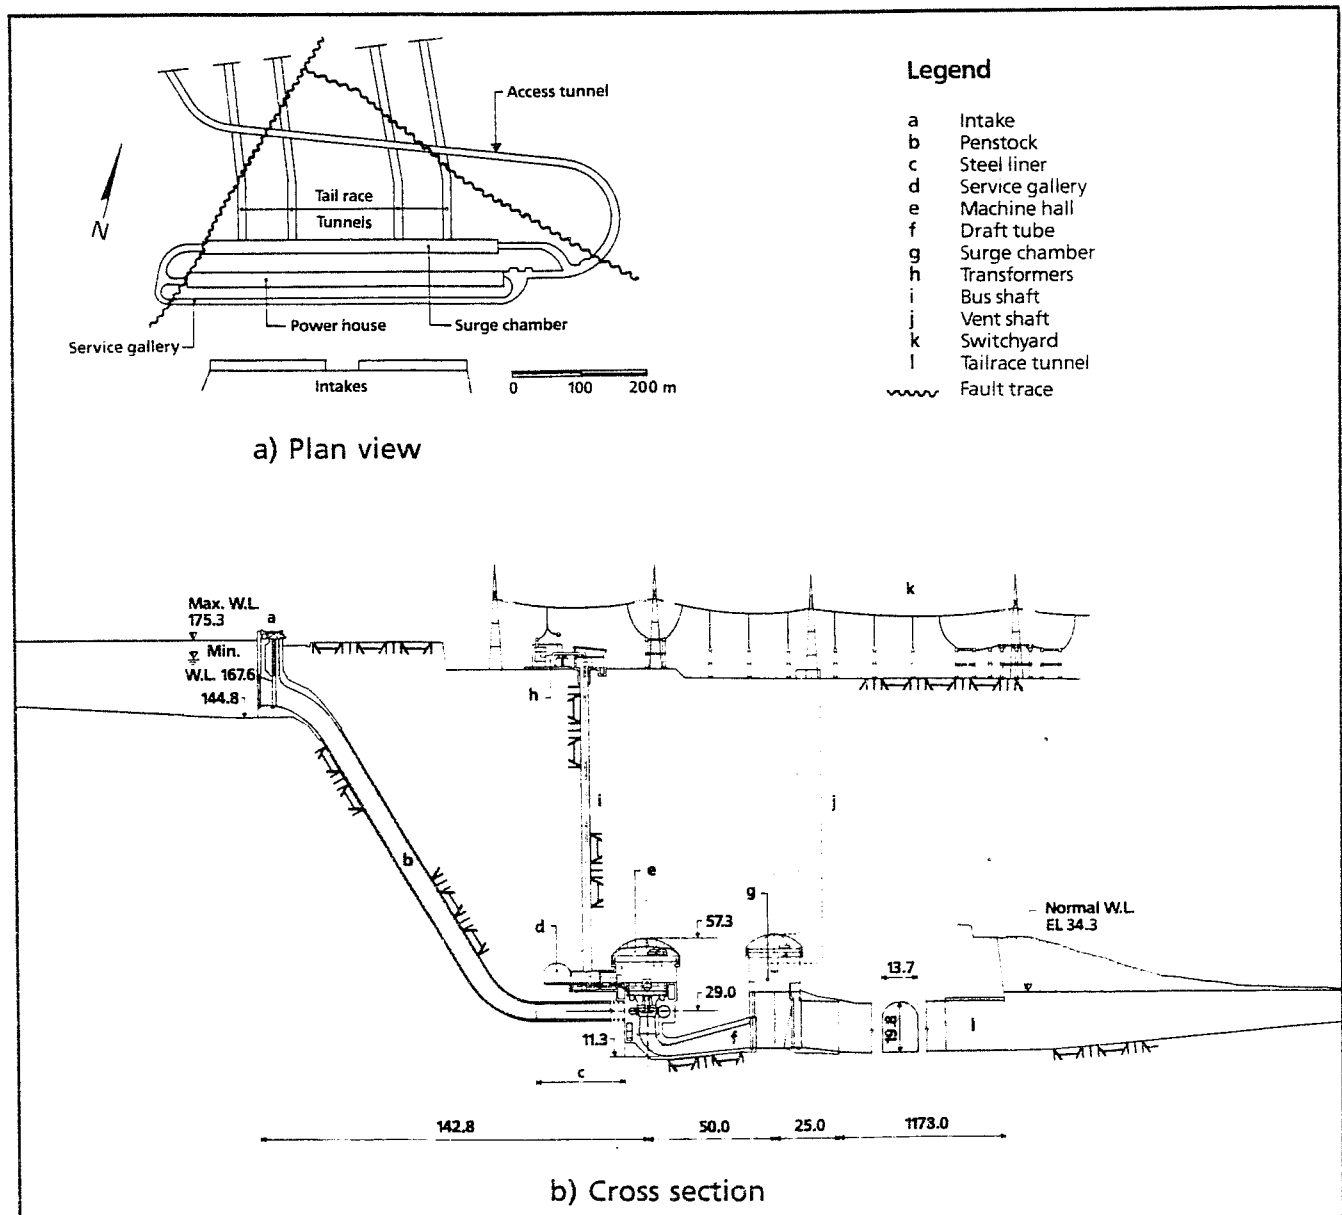 Access tunnel
N
Tail race
Tunnels
Power house
Surge chamber
Service gallery
Intakes
0 100 200 m
a) Plan view
Legend
a Intake
b Penstock
c Steel liner
d Service gallery
e Machine hall
f Draft tube
g Surge chamber
h Transformers
i Bus shaft
j Vent shaft
k Switchyard
l Tailrace tunnel
Fault trace
Max. W.L.
175.3
a
Min.
W.L. 167.6
144.8
k
h
i
j
b
e
g
d
57.3
29.0
11.3
f
c
Normal W.L.
EL 34.3
13.7
19.8
l
142.8 50.0 25.0 1173.0
b) Cross section